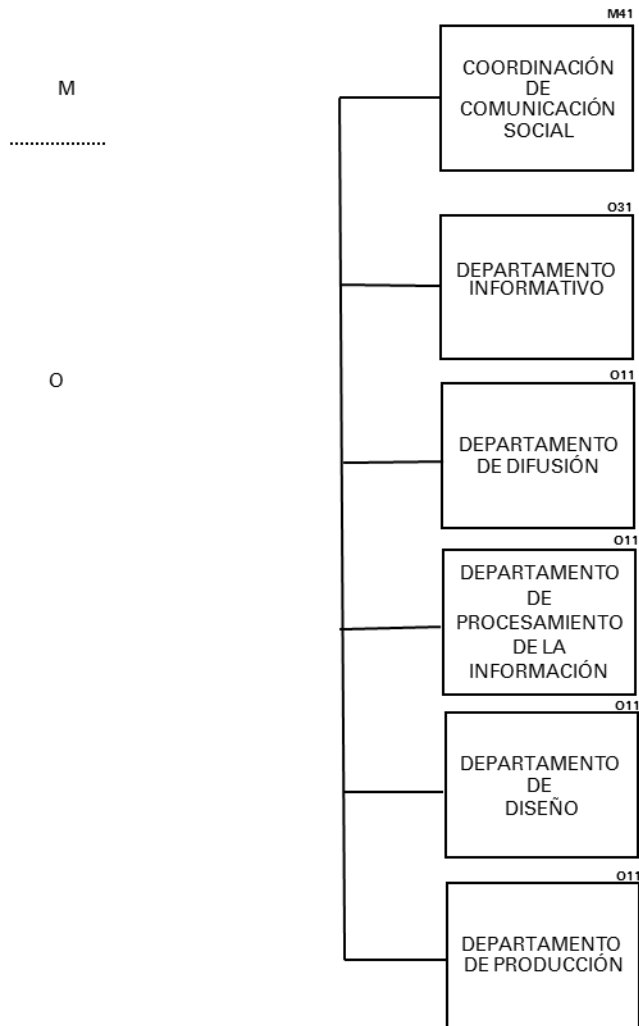 M41
COORDINACIÓN
DE
COMUNICACIÓN
SOCIAL
M
...................
O31
DEPARTAMENTO
INFORMATIVO
O
O11
DEPARTAMENTO
DE DIFUSIÓN
O11
DEPARTAMENTO
DE
PROCESAMIENTO
DE LA
INFORMACIÓN
O11
DEPARTAMENTO
DE
DISEÑO
O11
DEPARTAMENTO
DE PRODUCCIÓN